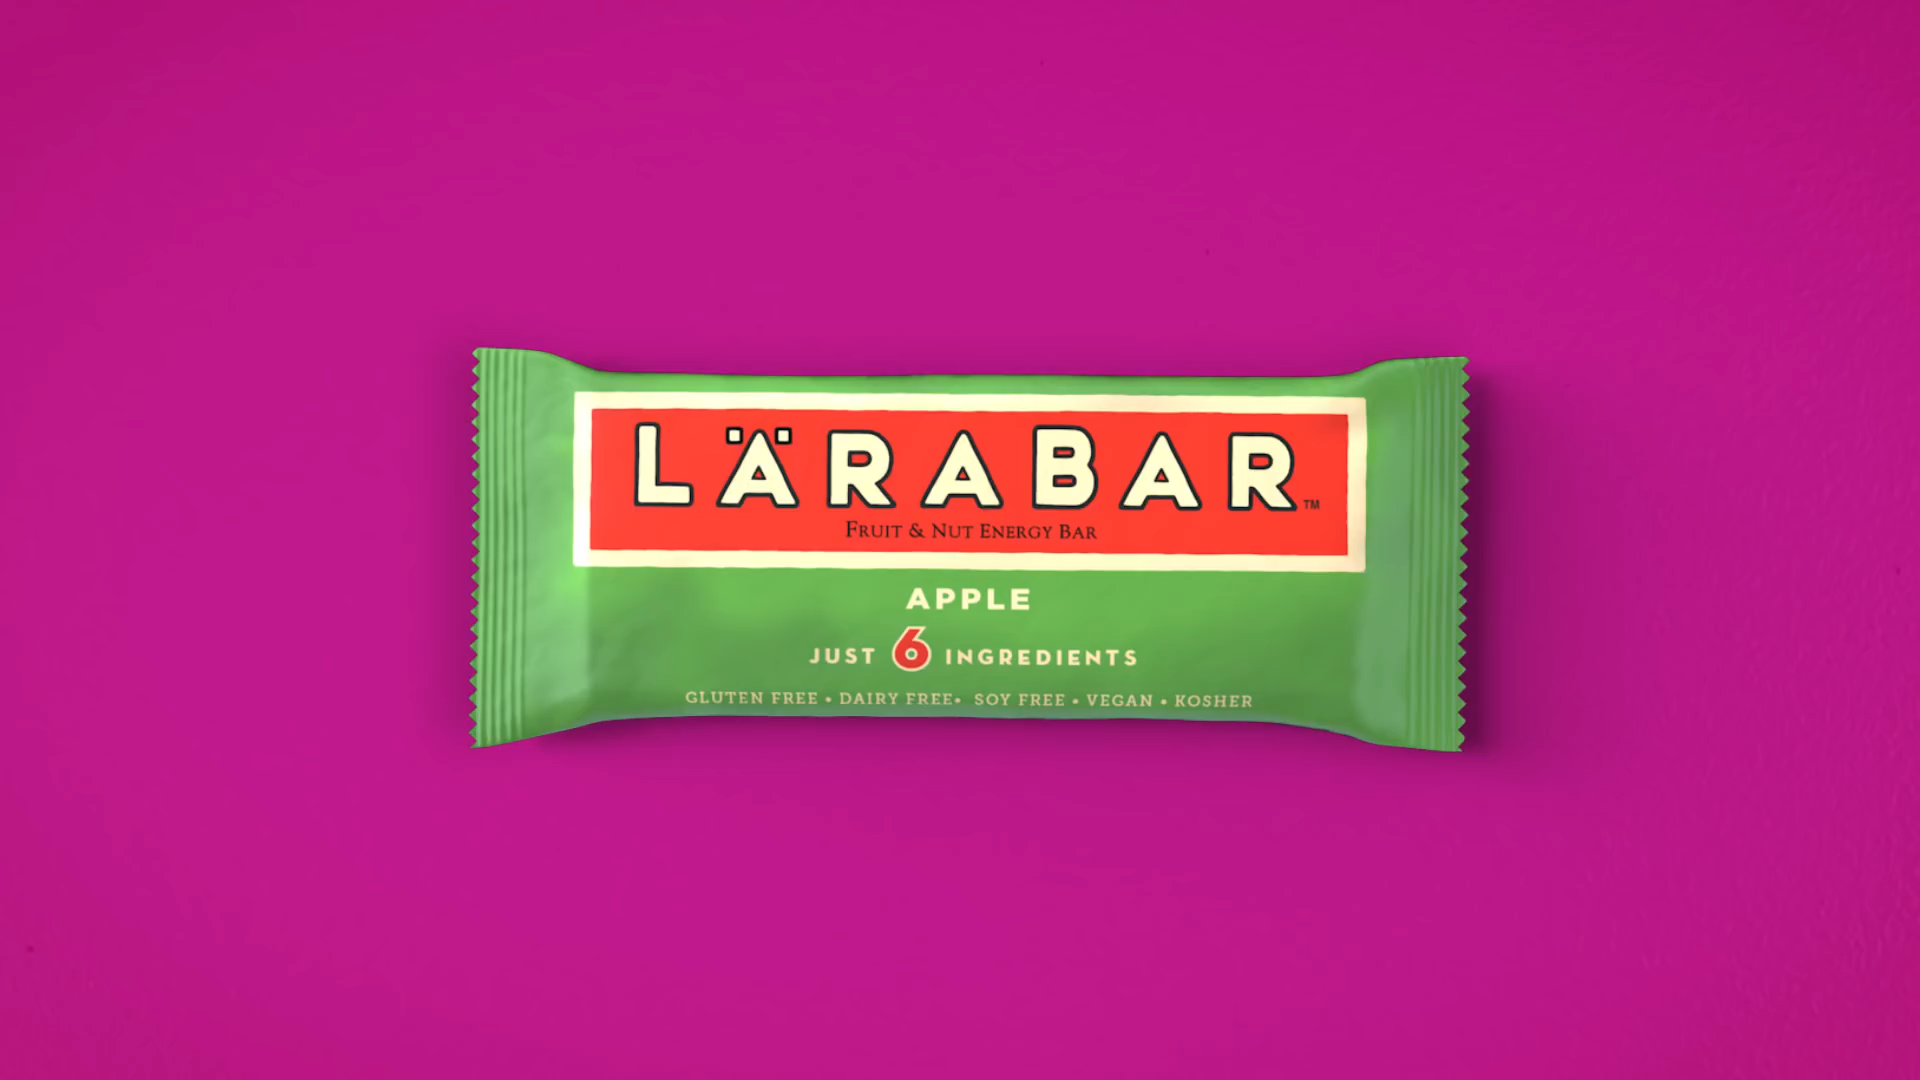 LÄRABAR™
FRUIT & NUT ENERGY BAR
APPLE
JUST 6 INGREDIENTS
GLUTEN FREE • DAIRY FREE• SOY FREE • VEGAN • KOSHER